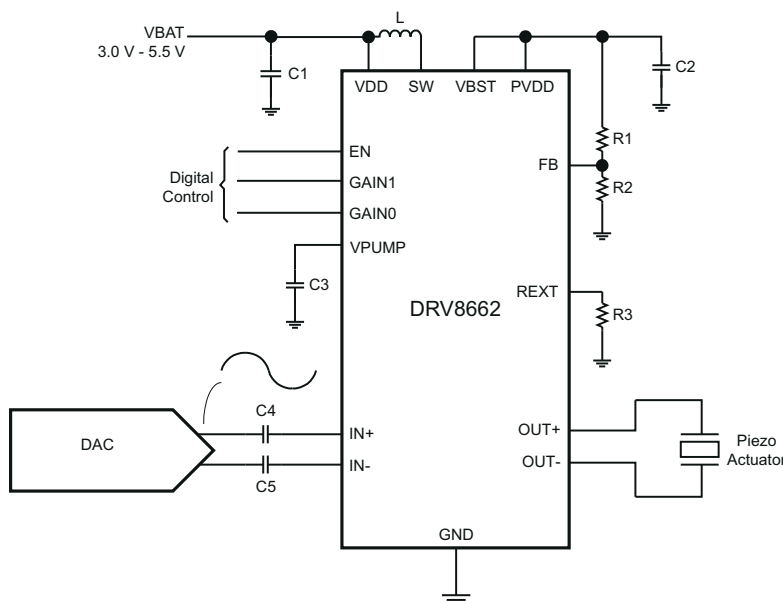 VBAT
3.0 V - 5.5 V
L
C1
C2
VDD
SW
VBST
PVDD
R1
EN
FB
Digital
Control
GAIN1
R2
GAIN0
VPUMP
C3
REXT
DRV8662
R3
C4
DAC
IN+
OUT+
Piezo
Actuator
IN-
OUT-
C5
GND